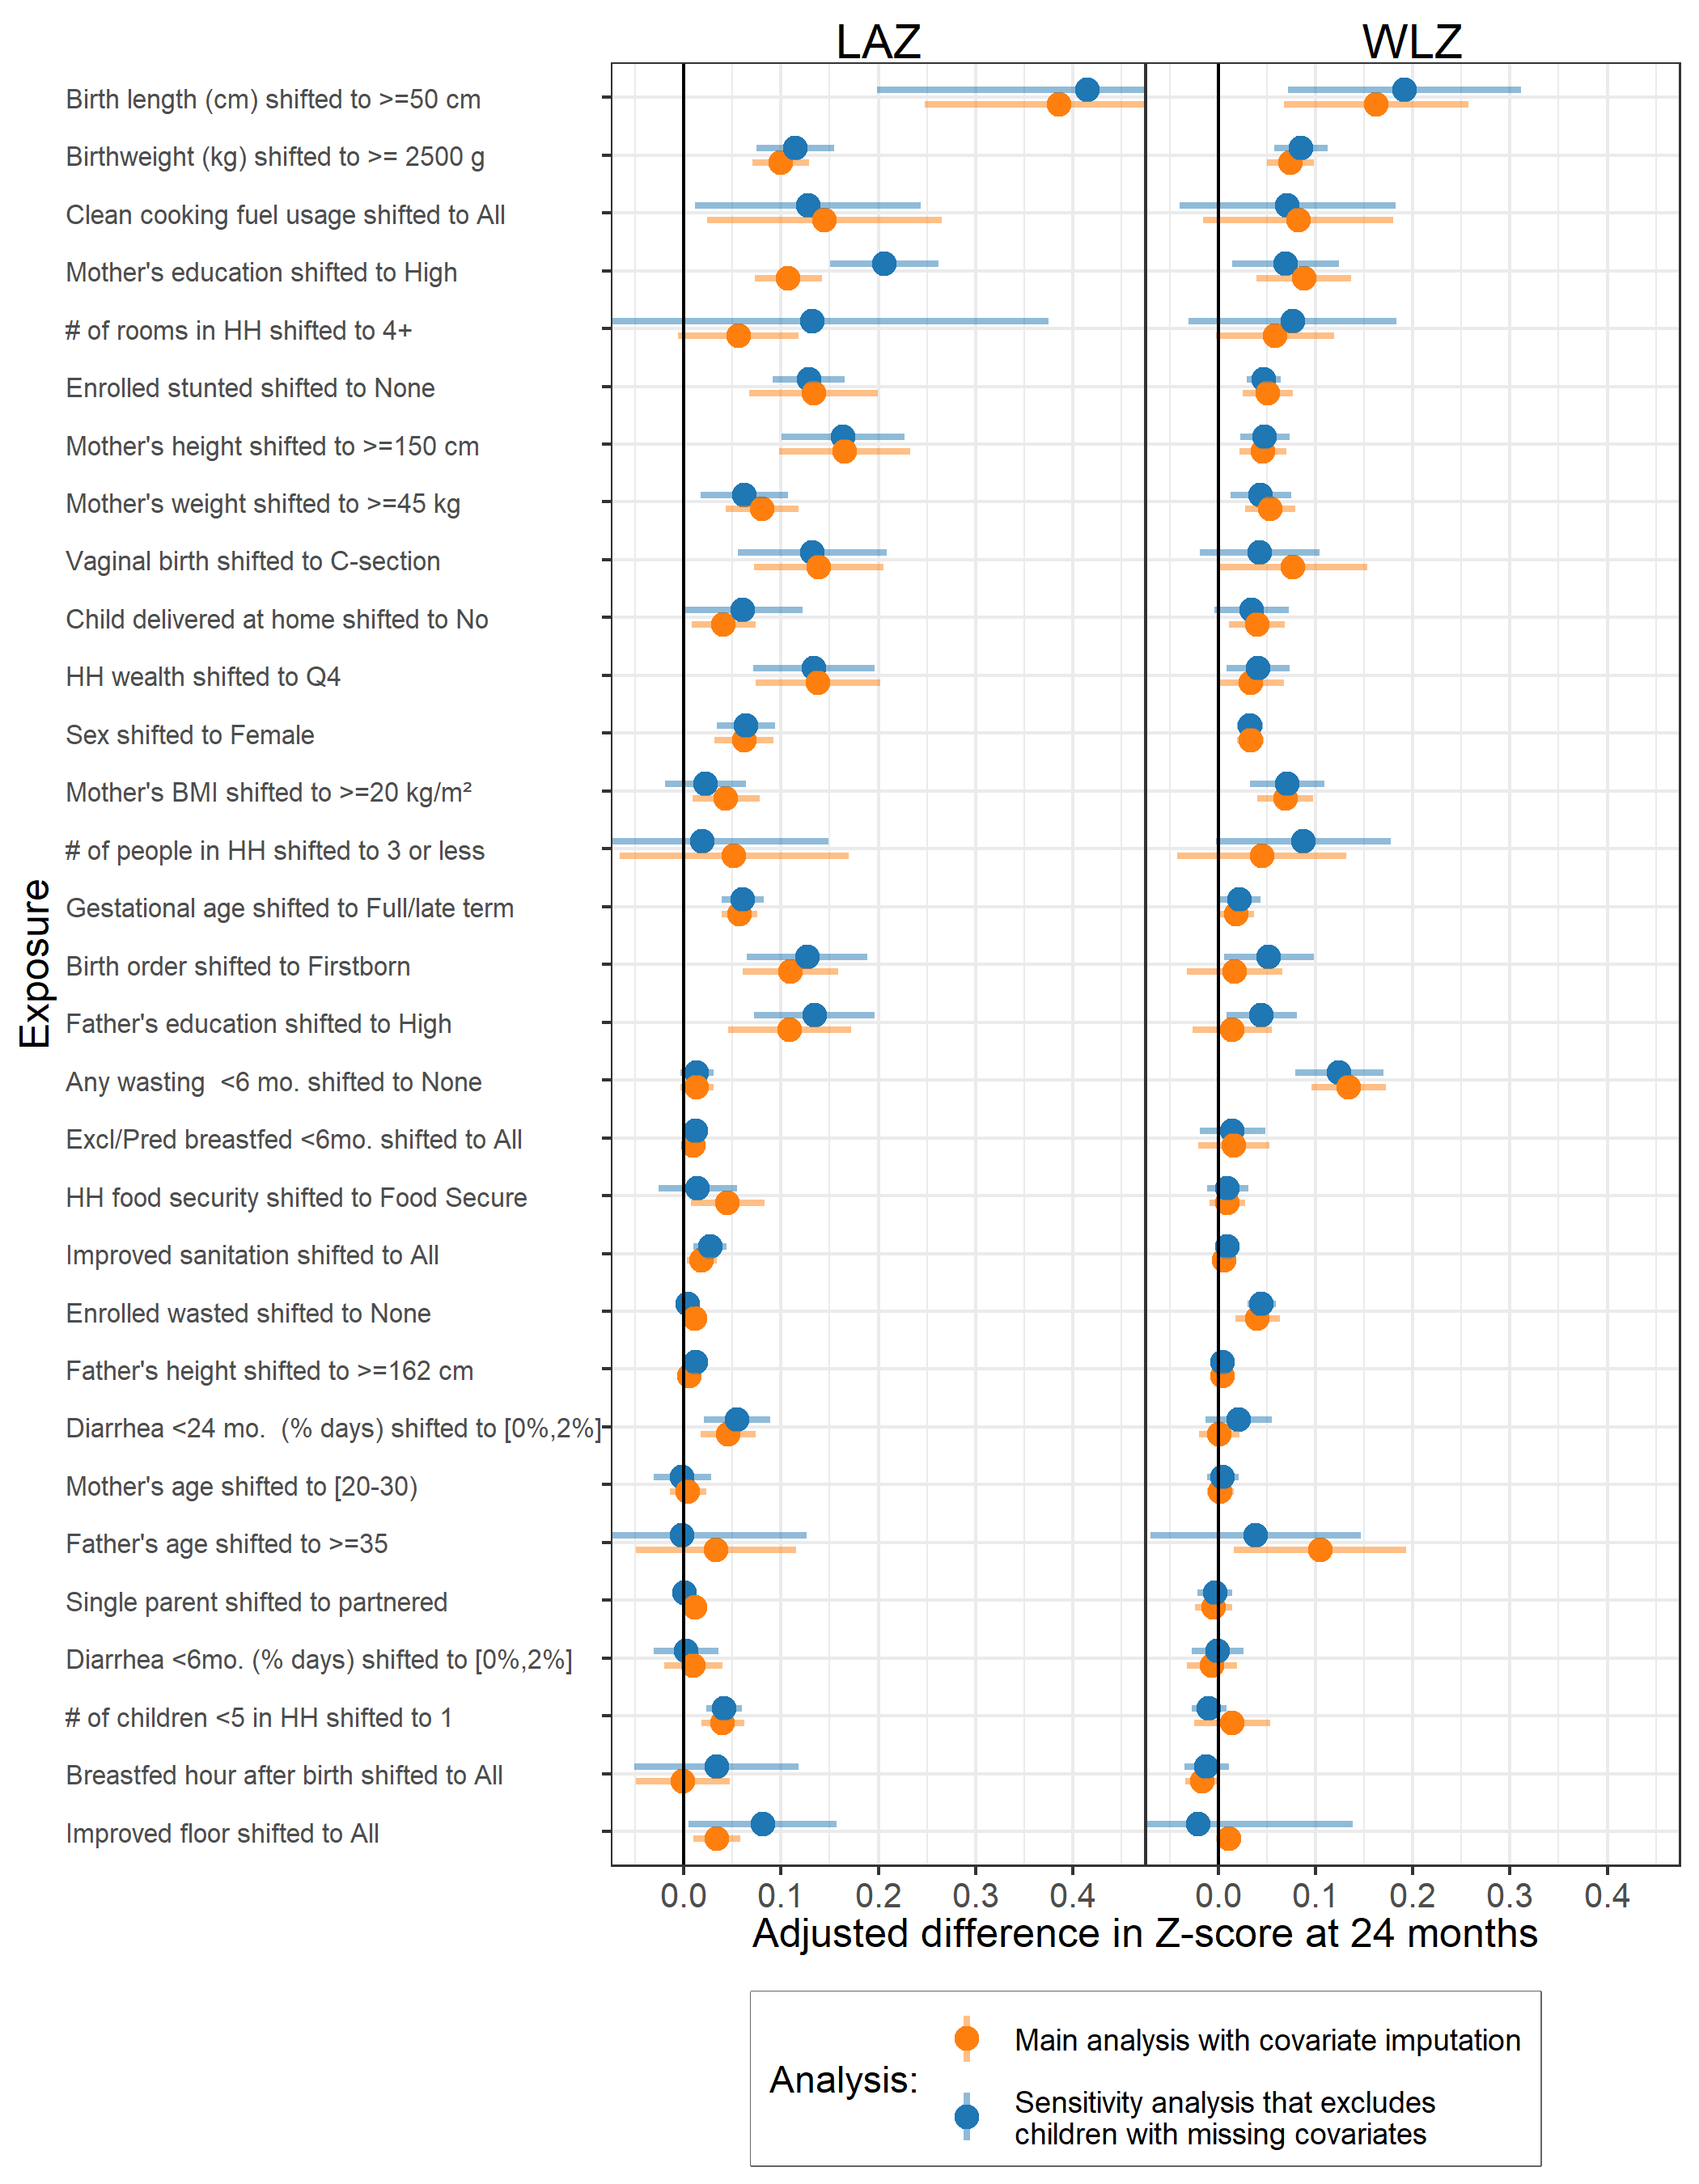 LAZ
WLZ
Exposure
Birth length (cm) shifted to >=50 cm
Birthweight (kg) shifted to >= 2500 g
Clean cooking fuel usage shifted to All
Mother's education shifted to High
# of rooms in HH shifted to 4+
Enrolled stunted shifted to None
Mother's height shifted to >=150 cm
Mother's weight shifted to >=45 kg
Vaginal birth shifted to C-section
Child delivered at home shifted to No
HH wealth shifted to Q4
Sex shifted to Female
Mother's BMI shifted to >=20 kg/m²
# of people in HH shifted to 3 or less
Gestational age shifted to Full/late term
Birth order shifted to Firstborn
Father's education shifted to High
Any wasting  <6 mo. shifted to None
Excl/Pred breastfed <6mo. shifted to All
HH food security shifted to Food Secure
Improved sanitation shifted to All
Enrolled wasted shifted to None
Father's height shifted to >=162 cm
Diarrhea <24 mo.  (% days) shifted to [0%,2%]
Mother's age shifted to [20-30)
Father's age shifted to >=35
Single parent shifted to partnered
Diarrhea <6mo. (% days) shifted to [0%,2%]
# of children <5 in HH shifted to 1
Breastfed hour after birth shifted to All
Improved floor shifted to All
0.0 0.1 0.2 0.3 0.4
0.0 0.1 0.2 0.3 0.4
Adjusted difference in Z-score at 24 months
Analysis:
Main analysis with covariate imputation
Sensitivity analysis that excludes
children with missing covariates